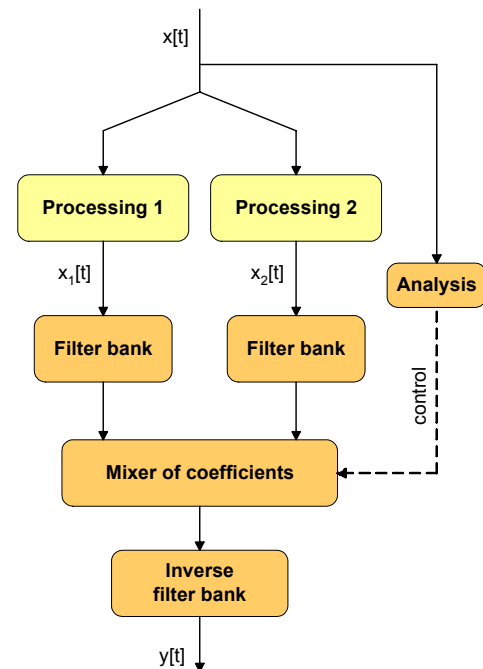 x[t]
Processing 1
Processing 2
x₁[t]
x₂[t]
Analysis
Filter bank
Filter bank
control
Mixer of coefficients
Inverse
filter bank
y[t]